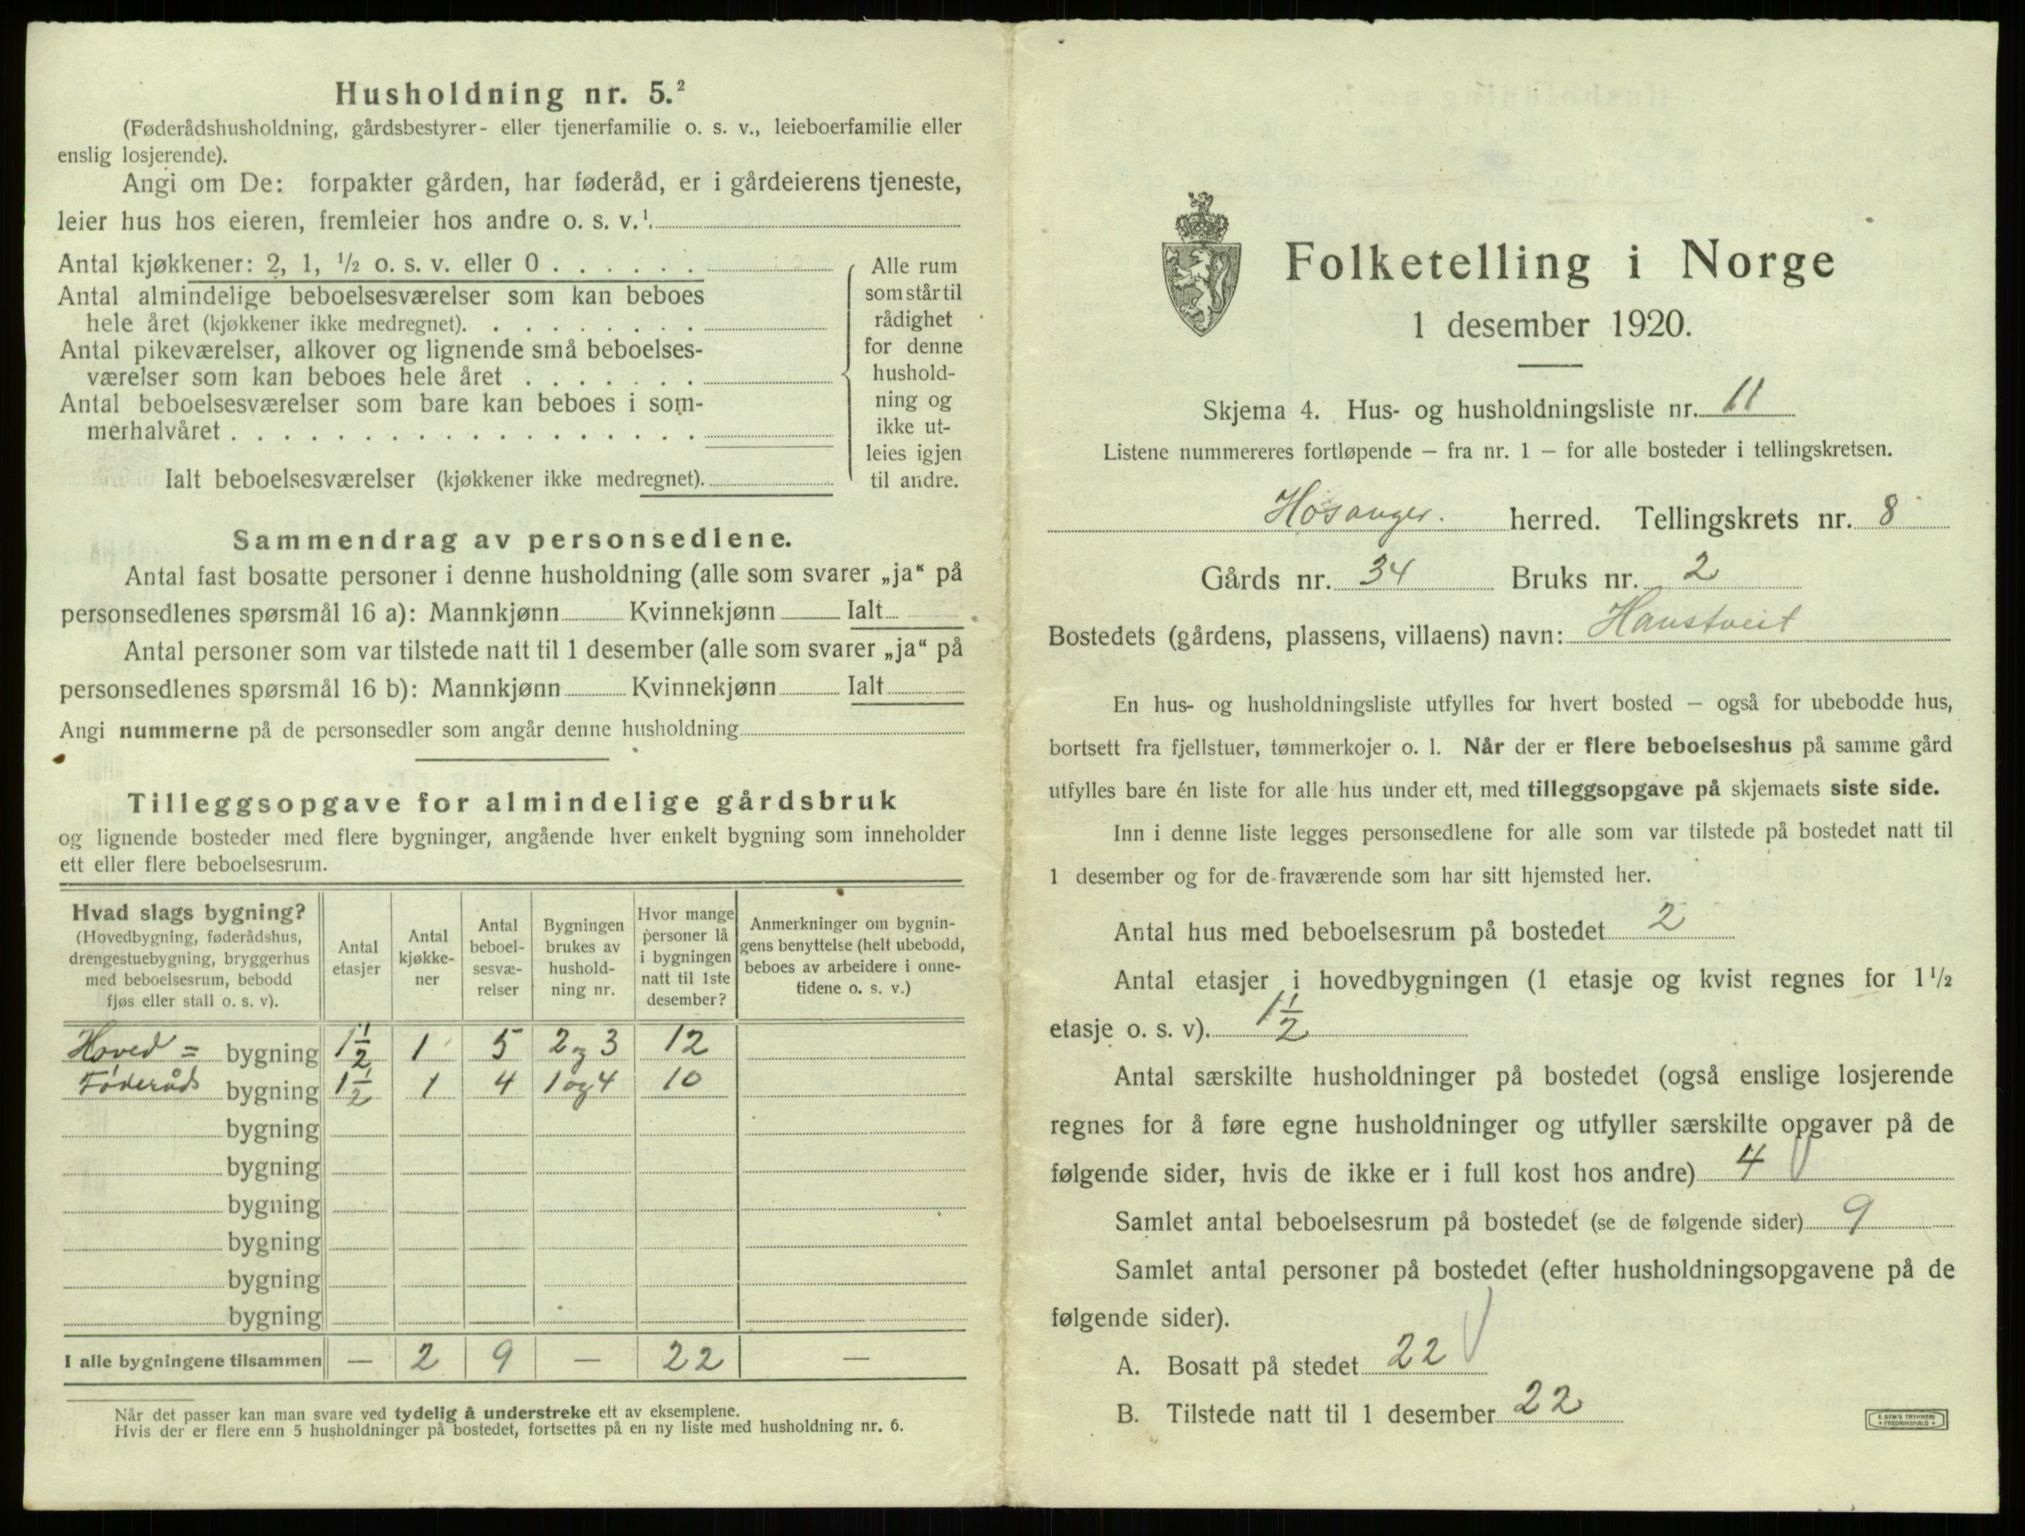 Husholdning nr. 5.²
(Føderådshusholdning, gårdsbestyrer- eller tjenerfamilie o. s. v., leieboerfamilie eller
enslig losjerende).
Angi om De: forpakter gården, har føderåd, er i gårdeierens tjeneste,
leier hus hos eieren, fremleier hos andre o. s. v.¹
Antal kjøkkener: 2, 1, ½ o. s. v. eller 0 . . . . . .
Antal almindelige beboelsesværelser som kan beboes
hele året (kjøkkener ikke medregnet). . . . . . . . .
Antal pikeværelser, alkover og lignende små beboelses-
værelser som kan beboes hele året . . . . . . .
Antal beboelsesværelser som bare kan beboes i som-
merhalvåret . . . . . . . . . . . . . . . . . .
Ialt beboelsesværelser (kjøkkener ikke medregnet).
Alle rum
som står til
rådighet
for denne
hushold-
ning og
ikke ut-
leies igjen
til andre.
Sammendrag av personsedlene.
Antal fast bosatte personer i denne husholdning (alle som svarer „ja“ på
personsedlenes spørsmål 16 a): Mannkjønn Kvinnekjønn Ialt
Antal personer som var tilstede natt til 1 desember (alle som svarer „ja“ på
personsedlenes spørsmål 16 b): Mannkjønn Kvinnekjønn Ialt
Angi nummerne på de personsedler som angår denne husholdning
Tilleggsopgave for almindelige gårdsbruk
og lignende bosteder med flere bygninger, angående hver enkelt bygning som inneholder
ett eller flere beboelsesrum.
Hvad slags bygning?
(Hovedbygning, føderådshus,
drengestuebygning, bryggerhus
med beboelsesrum, bebodd
fjøs eller stall o. s. v).
Antal
etasjer
Antal
kjøkke-
ner
Antal
beboel-
sesvæ-
relser
Bygningen
brukes av
hushold-
ning nr.
Hvor mange
personer lå
i bygningen
natt til 1ste
desember?
Anmerkninger om bygnin-
gens benyttelse (helt ubebodd,
beboes av arbeidere i onne-
tidene o. s. v.)
Hoved = bygning 1½ 1 5 2 og 3 12
Føderåds bygning 1½ 1 4 1 og 4 10
bygning
bygning
bygning
bygning
bygning
bygning
I alle bygningene tilsammen — 2 9 — 22 —
Når det passer kan man svare ved tydelig å understreke ett av eksemplene.
Hvis der er flere enn 5 husholdninger på bostedet, fortsettes på en ny liste med husholdning nr. 6.
Folketelling i Norge
1 desember 1920.
Skjema 4. Hus- og husholdningsliste nr. 11
Listene nummereres fortløpende — fra nr. 1 — for alle bosteder i tellingskretsen.
Hosanger. herred. Tellingskrets nr. 8
Gårds nr. 34 Bruks nr. 2
Bostedets (gårdens, plassens, villaens) navn: Haustveit
En hus- og husholdningsliste utfylles for hvert bosted — også for ubebodde hus,
bortsett fra fjellstuer, tømmerkojer o. l. Når der er flere beboelseshus på samme gård
utfylles bare én liste for alle hus under ett, med tilleggsopgave på skjemaets siste side.
Inn i denne liste legges personsedlene for alle som var tilstede på bostedet natt til
1 desember og for de fraværende som har sitt hjemsted her.
Antal hus med beboelsesrum på bostedet 2
Antal etasjer i hovedbygningen (1 etasje og kvist regnes for 1½
etasje o. s. v). 1½
Antal særskilte husholdninger på bostedet (også enslige losjerende
regnes for å føre egne husholdninger og utfyller særskilte opgaver på de
følgende sider, hvis de ikke er i full kost hos andre) 4
Samlet antal beboelsesrum på bostedet (se de følgende sider) 9
Samlet antal personer på bostedet (efter husholdningsopgavene på de
følgende sider).
A. Bosatt på stedet 22
B. Tilstede natt til 1 desember 22
E. SEM'S TRYKKERI
FREDRIKSHALD